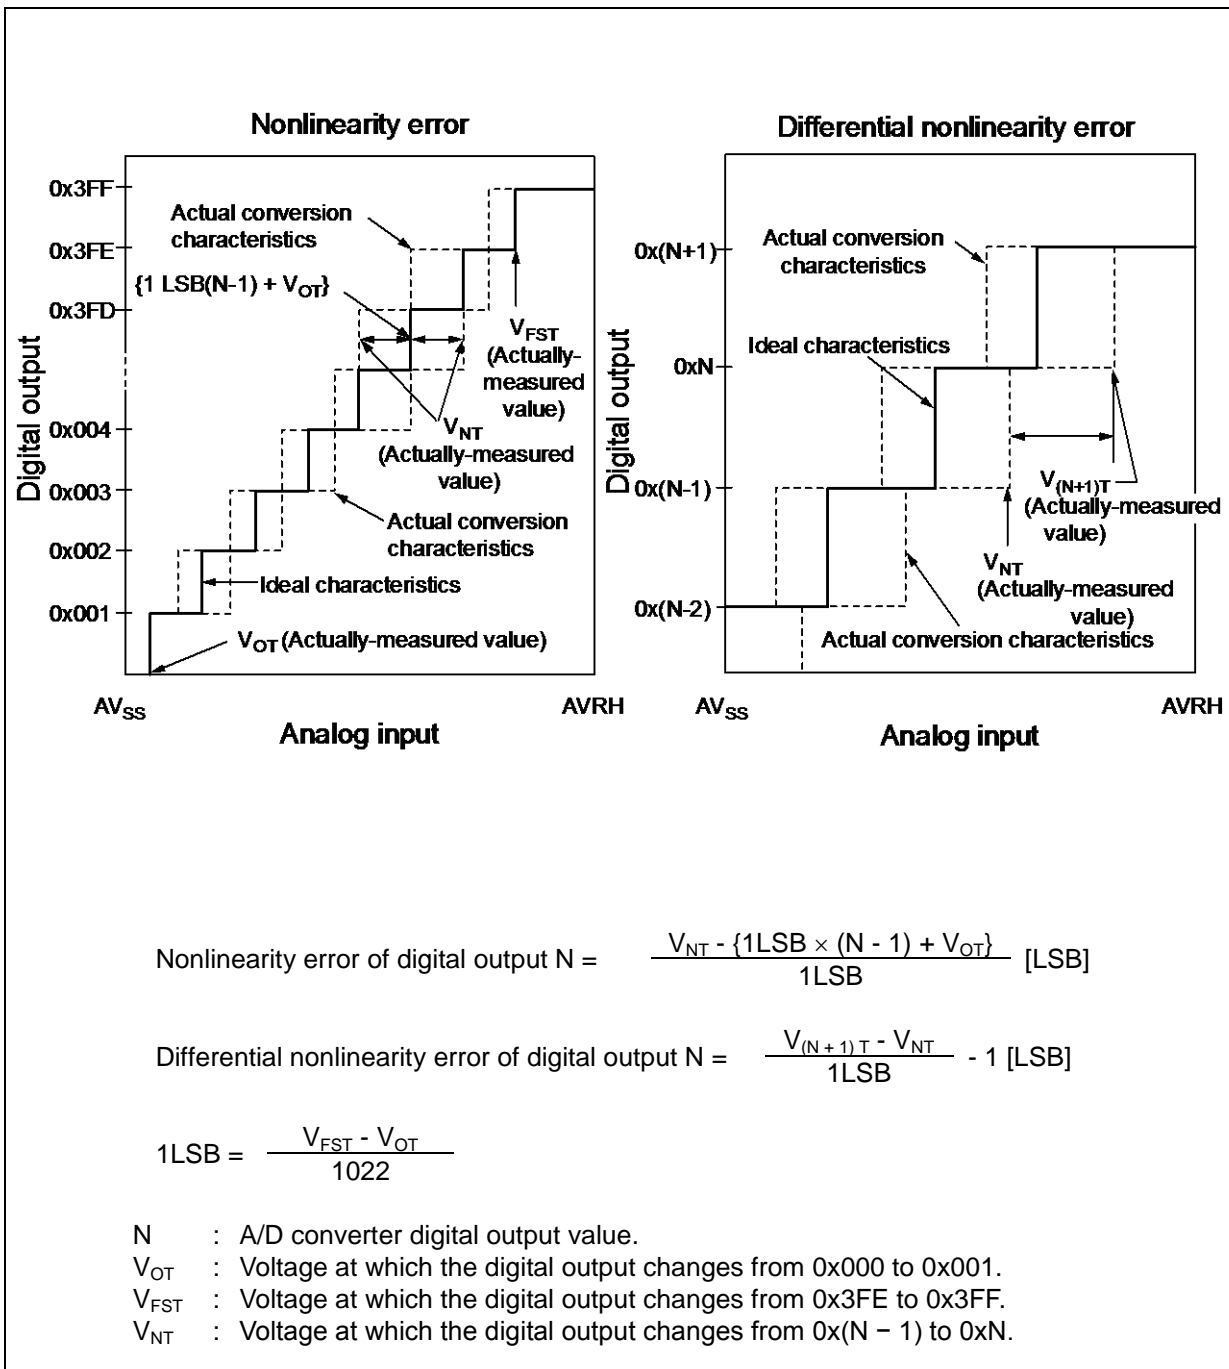 Nonlinearity error
0x3FF
0x3FE
0x3FD
0x004
0x003
0x002
0x001
Digital output
Actual conversion
characteristics
{1 LSB(N-1) + VOT}
VFST
(Actually-
measured
value)
VNT
(Actually-measured
value)
Actual conversion
characteristics
Ideal characteristics
VOT (Actually-measured value)
AVSS
AVRH
Analog input
Differential nonlinearity error
0x(N+1)
0xN
0x(N-1)
0x(N-2)
Digital output
Actual conversion
characteristics
Ideal characteristics
V(N+1)T
(Actually-measured
value)
VNT
(Actually-measured
value)
Actual conversion characteristics
AVSS
AVRH
Analog input
Nonlinearity error of digital output N = VNT - {1LSB × (N - 1) + VOT} / 1LSB [LSB]
Differential nonlinearity error of digital output N = V(N + 1) T - VNT / 1LSB - 1 [LSB]
1LSB = VFST - VOT / 1022
N : A/D converter digital output value.
VOT : Voltage at which the digital output changes from 0x000 to 0x001.
VFST : Voltage at which the digital output changes from 0x3FE to 0x3FF.
VNT : Voltage at which the digital output changes from 0x(N − 1) to 0xN.